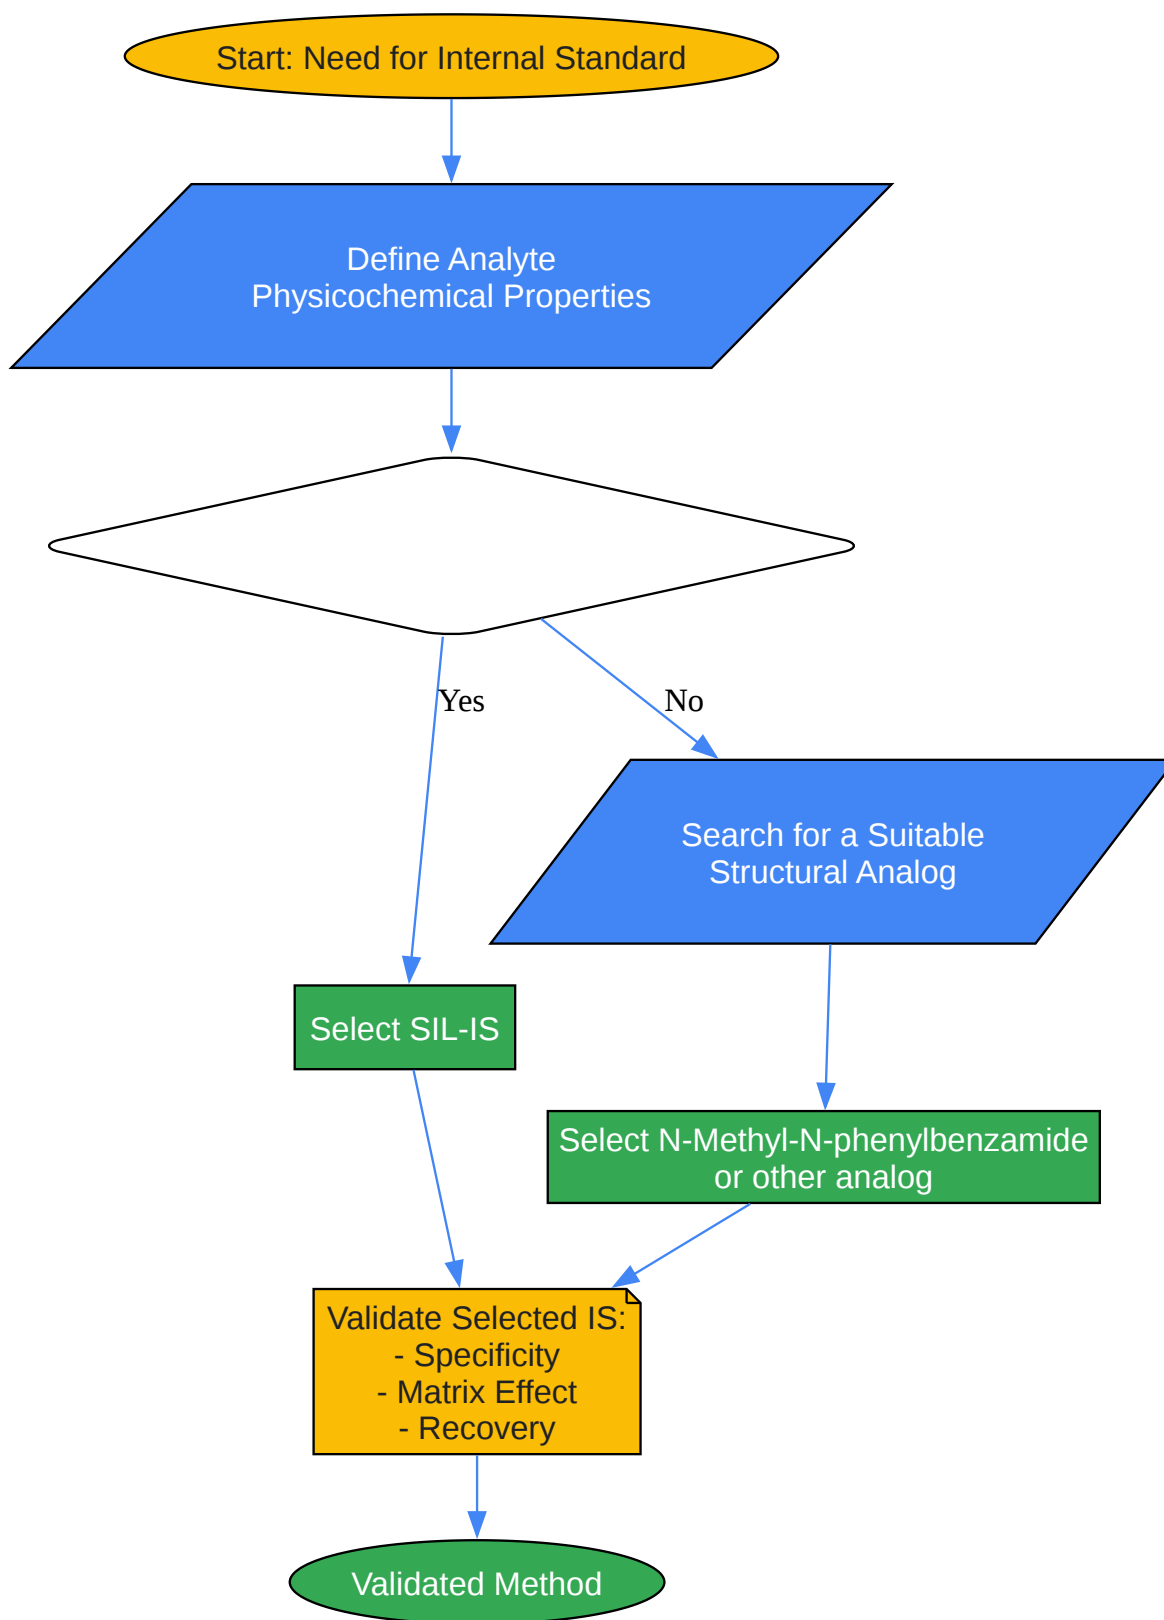 Start: Need for Internal Standard
Define Analyte
Physicochemical Properties
Yes
No
Search for a Suitable
Structural Analog
Select SIL-IS
Select N-Methyl-N-phenylbenzamide
or other analog
Validate Selected IS:
- Specificity
- Matrix Effect
- Recovery
Validated Method